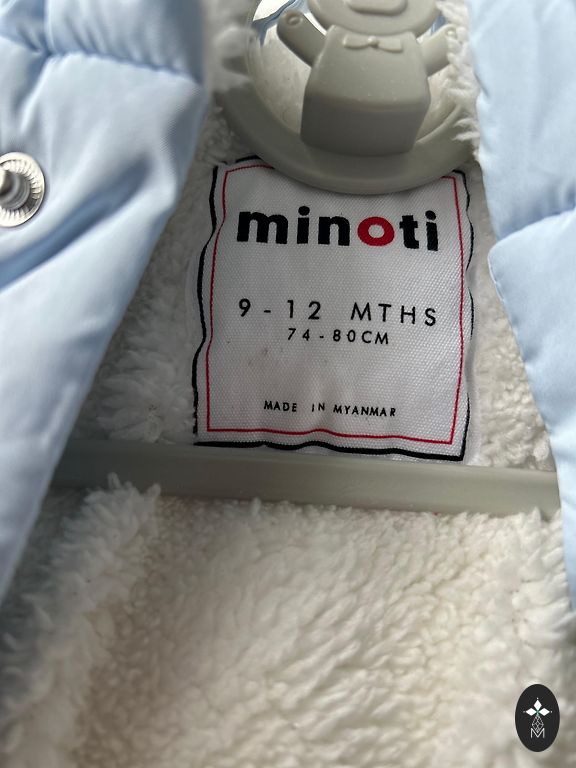 minoti
9-12 MTHS
74-80CM
MADE IN MYANMAR
M